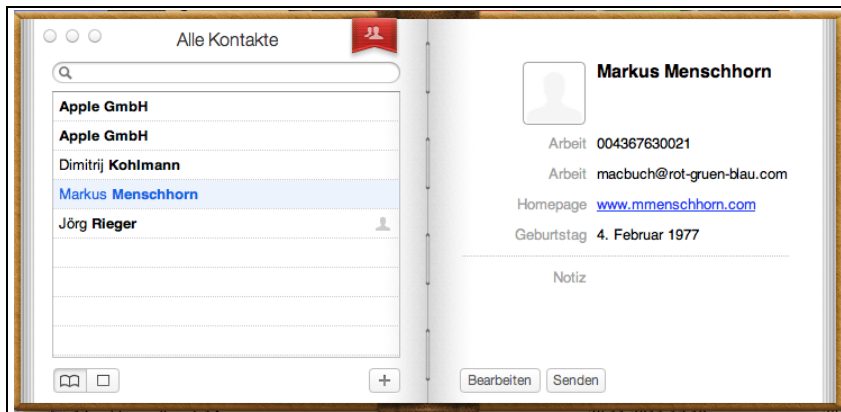 Alle Kontakte
Apple GmbH
Apple GmbH
Dimitrij Kohlmann
Markus Menschhorn
Jörg Rieger
Markus Menschhorn
Arbeit 004367630021
Arbeit macbuch@rot-gruen-blau.com
Homepage www.mmenschhorn.com
Geburtstag 4. Februar 1977
Notiz
Bearbeiten Senden